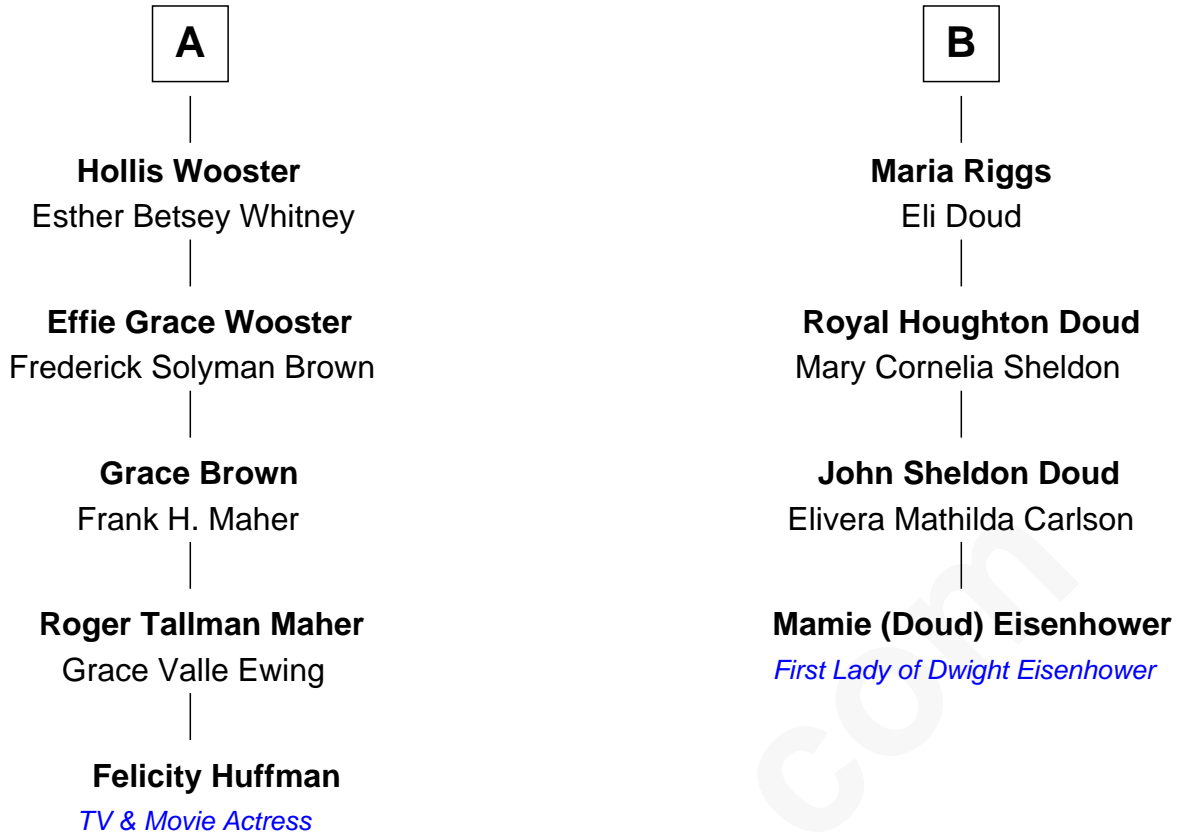 A
Hollis Wooster
Esther Betsey Whitney
Effie Grace Wooster
Frederick Solyman Brown
Grace Brown
Frank H. Maher
Roger Tallman Maher
Grace Valle Ewing
Felicity Huffman
TV & Movie Actress
B
Maria Riggs
Eli Doud
Royal Houghton Doud
Mary Cornelia Sheldon
John Sheldon Doud
Elivera Mathilda Carlson
Mamie (Doud) Eisenhower
First Lady of Dwight Eisenhower
com